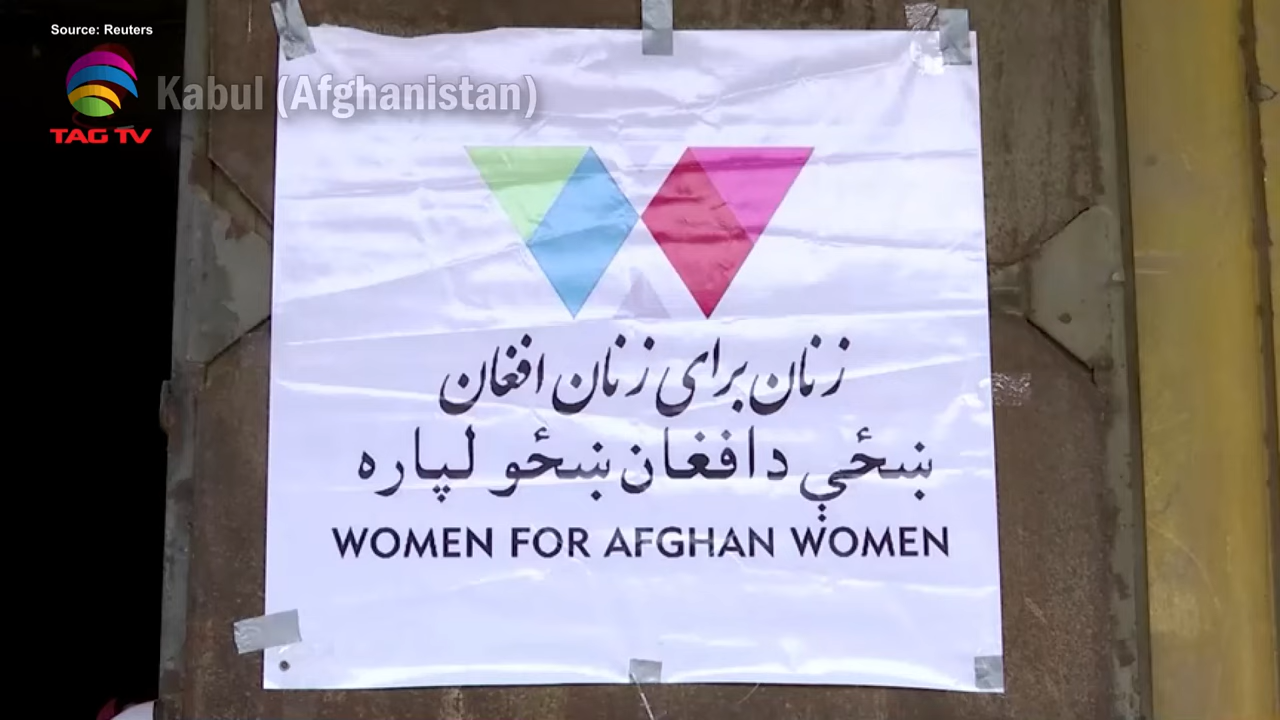 Source: Reuters
Kabul (Afghanistan)
TAG TV
زنان برای زنان افغان
ښځې د افغان ښځو لپاره
WOMEN FOR AFGHAN WOMEN